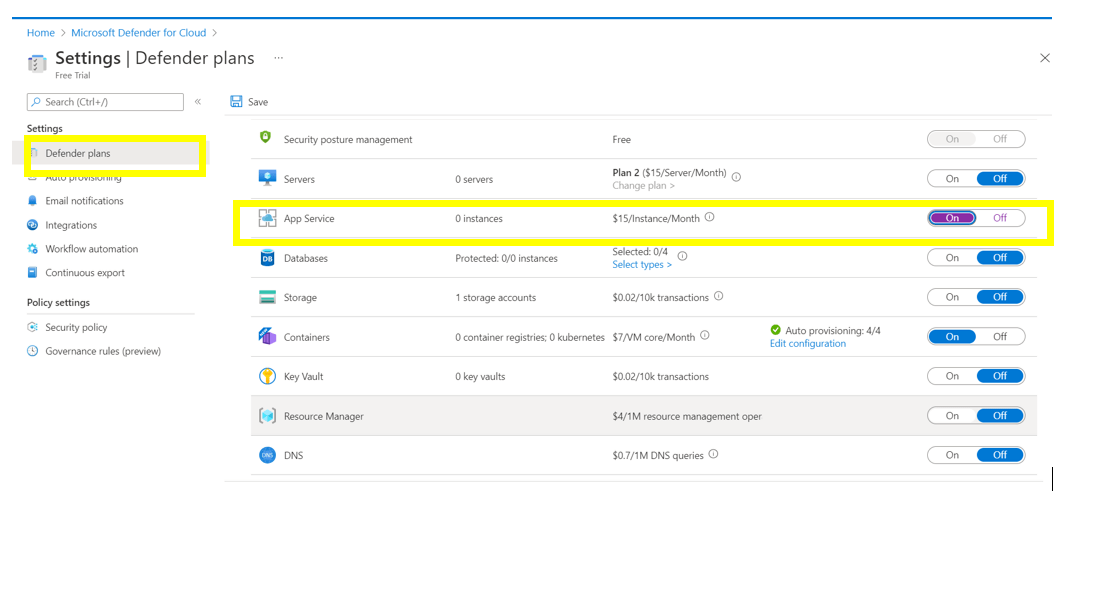 Home > Microsoft Defender for Cloud >
Settings | Defender plans ...
Free Trial
Search (Ctrl+/)
«
Save
Settings
Defender plans
Auto provisioning
Email notifications
Integrations
Workflow automation
Continuous export
Policy settings
Security policy
Governance rules (preview)
Security posture management Free On Off
Servers 0 servers Plan 2 ($15/Server/Month) On Off
Change plan >
App Service 0 instances $15/Instance/Month On Off
Databases Protected: 0/0 instances Selected: 0/4 On Off
Select types >
Storage 1 storage accounts $0.02/10k transactions On Off
Containers 0 container registries; 0 kubernetes $7/VM core/Month Auto provisioning: 4/4 On Off
Edit configuration
Key Vault 0 key vaults $0.02/10k transactions On Off
Resource Manager $4/1M resource management oper On Off
DNS DNS $0.7/1M DNS queries On Off